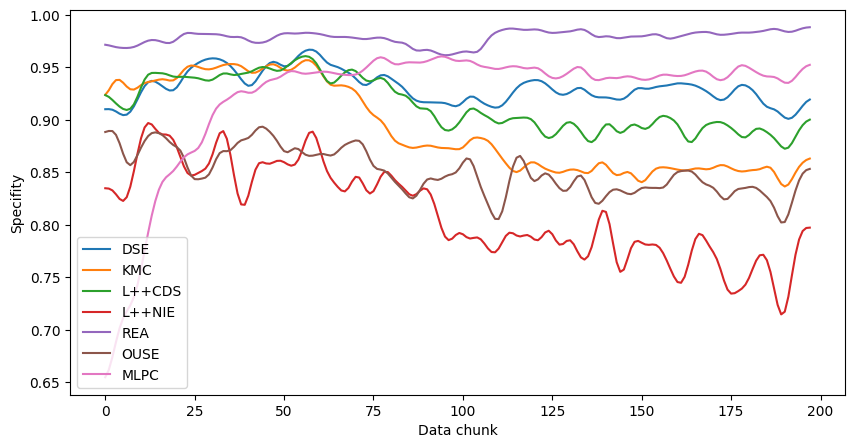 1.00
0.95
0.90
0.85
0.80
0.75
0.70
0.65
Specifity
DSE
KMC
L++CDS
L++NIE
REA
OUSE
MLPC
0 25 50 75 100 125 150 175 200
Data chunk